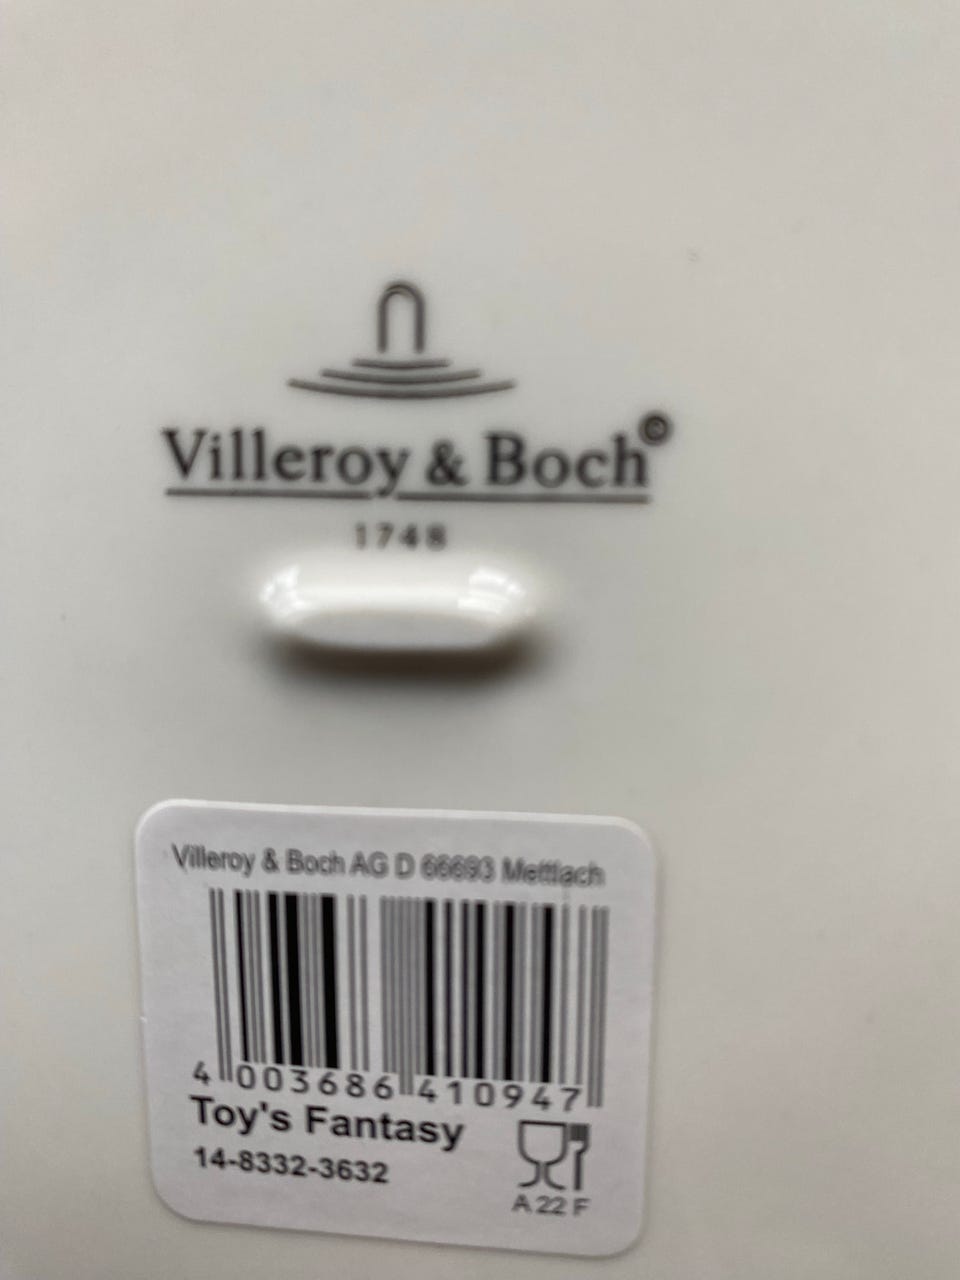 Villeroy & Boch©
1748
Villeroy & Boch AG D 66693 Mettlach
4 003686 410947
Toy's Fantasy
14-8332-3632
A 22 F